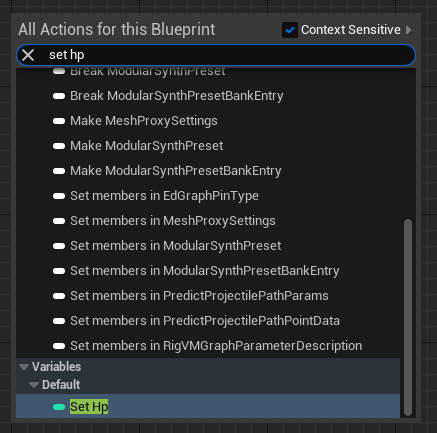 All Actions for this Blueprint Context Sensitive
set hp
Break ModularSynthPreset
Break ModularSynthPresetBankEntry
Make MeshProxySettings
Make ModularSynthPreset
Make ModularSynthPresetBankEntry
Set members in EdGraphPinType
Set members in MeshProxySettings
Set members in ModularSynthPreset
Set members in ModularSynthPresetBankEntry
Set members in PredictProjectilePathParams
Set members in PredictProjectilePathPointData
Set members in RigVMGraphParameterDescription
Variables
Default
Set Hp